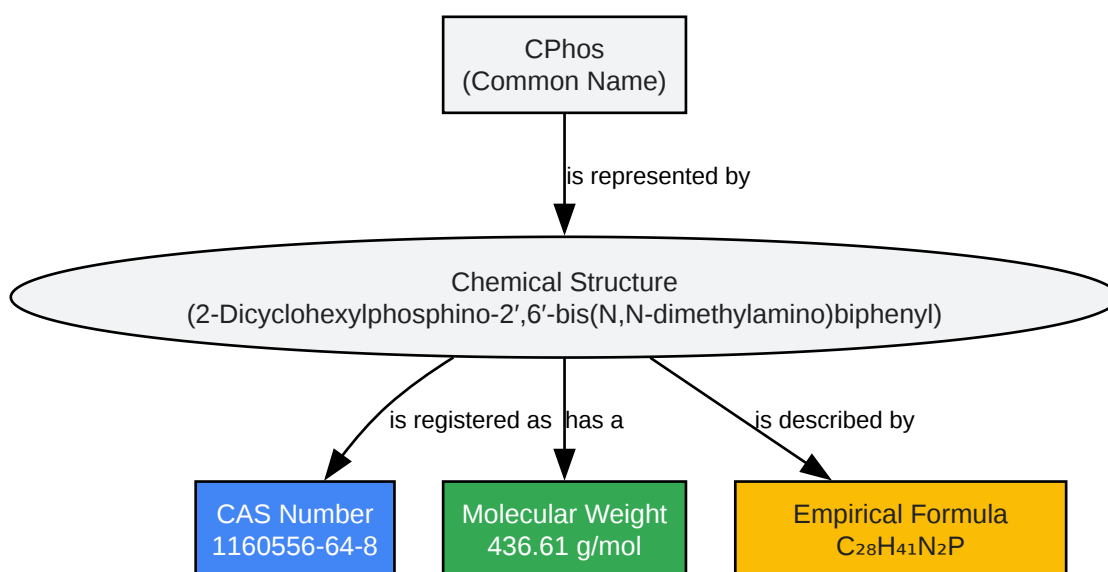 CPhos
(Common Name)
is represented by
Chemical Structure
(2-Dicyclohexylphosphino-2′,6′-bis(N,N-dimethylamino)biphenyl)
is registered as
has a
is described by
CAS Number
1160556-64-8
Molecular Weight
436.61 g/mol
Empirical Formula
C₂₈H₄₁N₂P